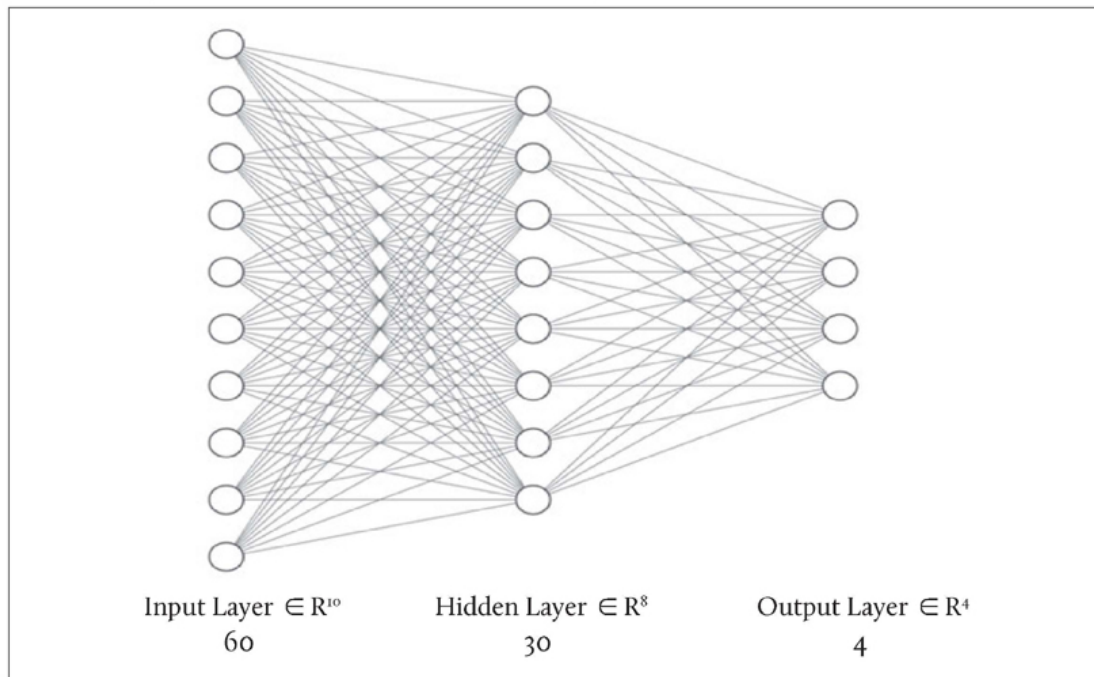 Input Layer ∈ R¹⁰ Hidden Layer ∈ R⁸ Output Layer ∈ R⁴
60 30 4